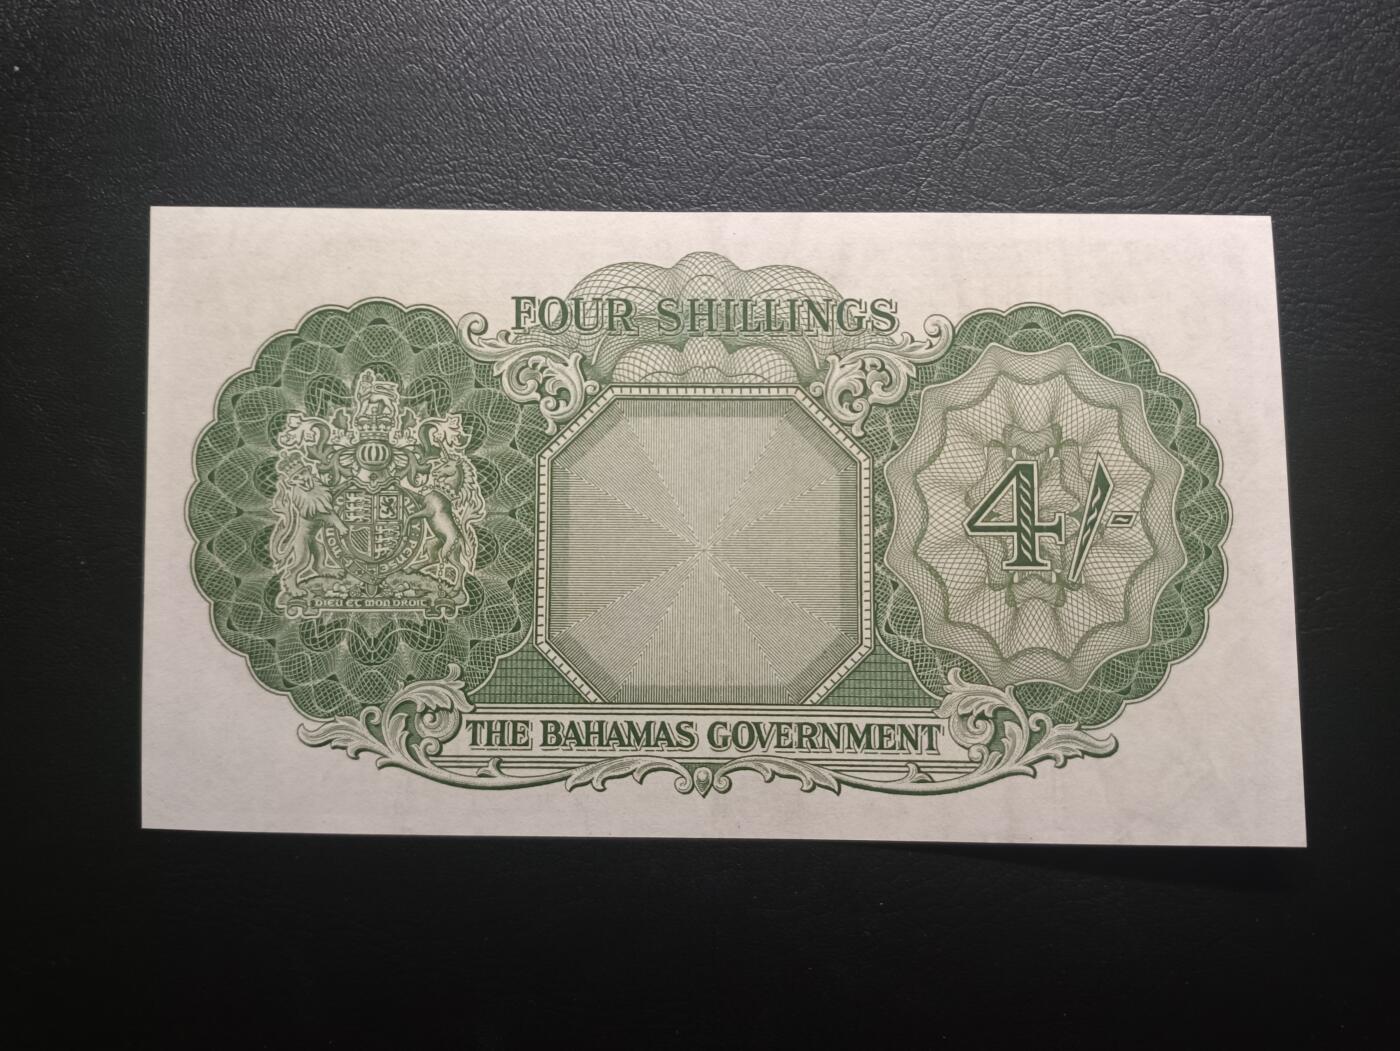 FOUR SHILLINGS
4/-
DIEU ET MON DROIT
THE BAHAMAS GOVERNMENT